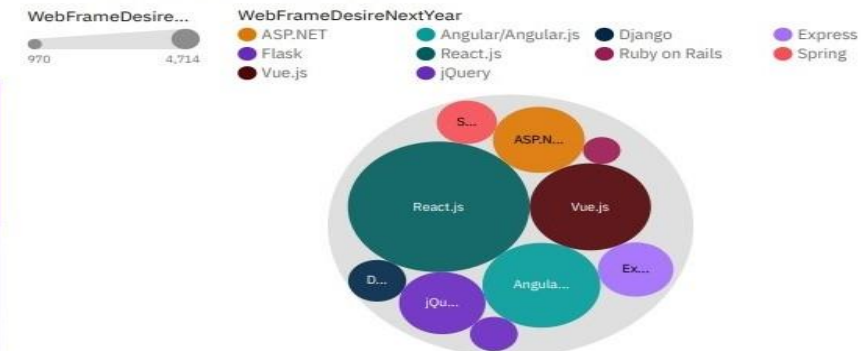 WebFrameDesire...
970 4,714
WebFrameDesireNextYear
ASP.NET Angular/Angular.js Django Express
Flask React.js Ruby on Rails Spring
Vue.js jQuery
S...
ASP.N...
React.js
Vue.js
Ex...
D...
Angula...
jQu...